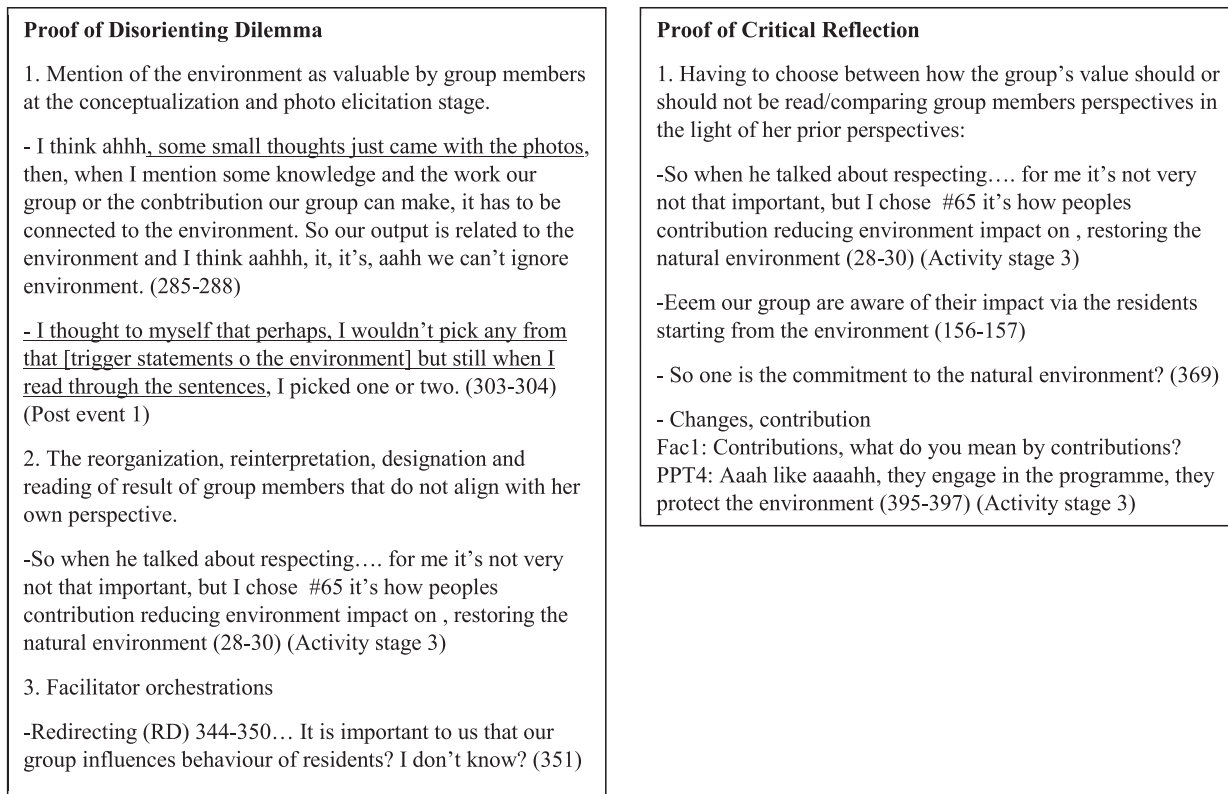 Proof of Disorienting Dilemma
1. Mention of the environment as valuable by group members
at the conceptualization and photo elicitation stage.
- I think ahhh, some small thoughts just came with the photos,
then, when I mention some knowledge and the work our
group or the conbtribution our group can make, it has to be
connected to the environment. So our output is related to the
environment and I think aahhh, it, it’s, aahh we can’t ignore
environment. (285-288)
- I thought to myself that perhaps, I wouldn’t pick any from
that [trigger statements o the environment] but still when I
read through the sentences, I picked one or two. (303-304)
(Post event 1)
2. The reorganization, reinterpretation, designation and
reading of result of group members that do not align with her
own perspective.
-So when he talked about respecting…. for me it’s not very
not that important, but I chose #65 it’s how peoples
contribution reducing environment impact on , restoring the
natural environment (28-30) (Activity stage 3)
3. Facilitator orchestrations
-Redirecting (RD) 344-350… It is important to us that our
group influences behaviour of residents? I don’t know? (351)
Proof of Critical Reflection
1. Having to choose between how the group’s value should or
should not be read/comparing group members perspectives in
the light of her prior perspectives:
-So when he talked about respecting…. for me it’s not very
not that important, but I chose #65 it’s how peoples
contribution reducing environment impact on , restoring the
natural environment (28-30) (Activity stage 3)
-Eeem our group are aware of their impact via the residents
starting from the environment (156-157)
- So one is the commitment to the natural environment? (369)
- Changes, contribution
Fac1: Contributions, what do you mean by contributions?
PPT4: Aaah like aaaahh, they engage in the programme, they
protect the environment (395-397) (Activity stage 3)